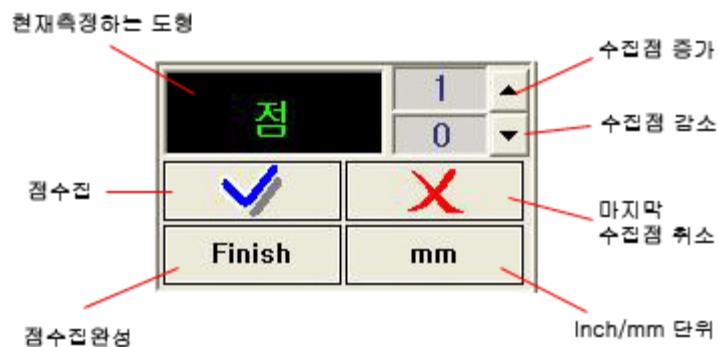 현재측정하는 도형
수집점 증가
1
점
0
수집점 감소
점수집
마지막
수집점 취소
Finish
mm
점수집완성
Inch/mm 단위